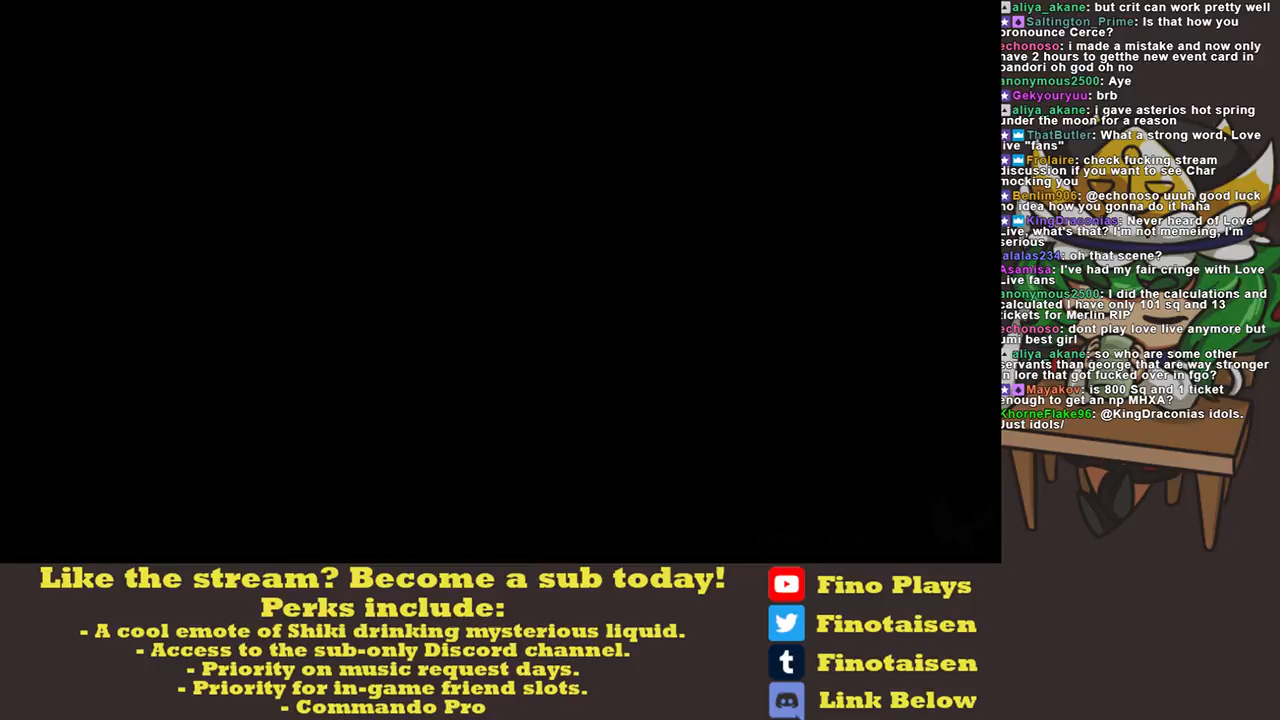 aliya_akane: but crit can work pretty well
Saltington_Prime: Is that how you
pronounce Cerce?
echonoso: i made a mistake and now only
have 2 hours to getthe new event card in
bandori oh god oh no
anonymous2500: Aye
Gekyouryuu: brb
aliya_akane: i gave asterios hot spring
under the moon for a reason
ThatButler: What a strong word, Love
live "fans"
Frolaire: check fucking stream
discussion if you want to see Char
mocking you
Benlim906: @echonoso uuuh good luck
no idea how you gonna do it haha
KingDraconias: Never heard of Love
Live, what's that? I'm not memeing, I'm
serious
lalalas234: oh that scene?
Asamisa: I've had my fair cringe with Love
Live fans
anonymous2500: I did the calculations and
calculated I have only 101 sq and 13
tickets for Merlin RIP
echonoso: dont play love live anymore but
umi best girl
aliya_akane: so who are some other
servants than george that are way stronger
in lore that got fucked over in fgo?
Mayakov: is 800 Sq and 1 ticket
enough to get an np MHXA?
KhorneFlake96: @KingDraconias idols.
Just idols/
Like the stream? Become a sub today!
Perks include:
- A cool emote of Shiki drinking mysterious liquid.
- Access to the sub-only Discord channel.
- Priority on music request days.
- Priority for in-game friend slots.
- Commando Pro
Fino Plays
Finotaisen
Finotaisen
Link Below